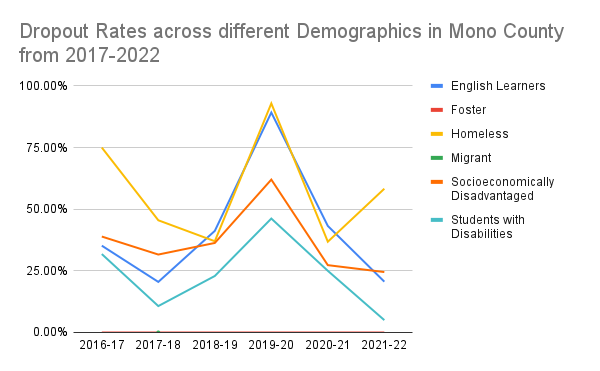 Dropout Rates across different Demographics in Mono County
from 2017-2022
100.00%
75.00%
50.00%
25.00%
0.00%
2016-17 2017-18 2018-19 2019-20 2020-21 2021-22
English Learners
Foster
Homeless
Migrant
Socioeconomically
Disadvantaged
Students with
Disabilities